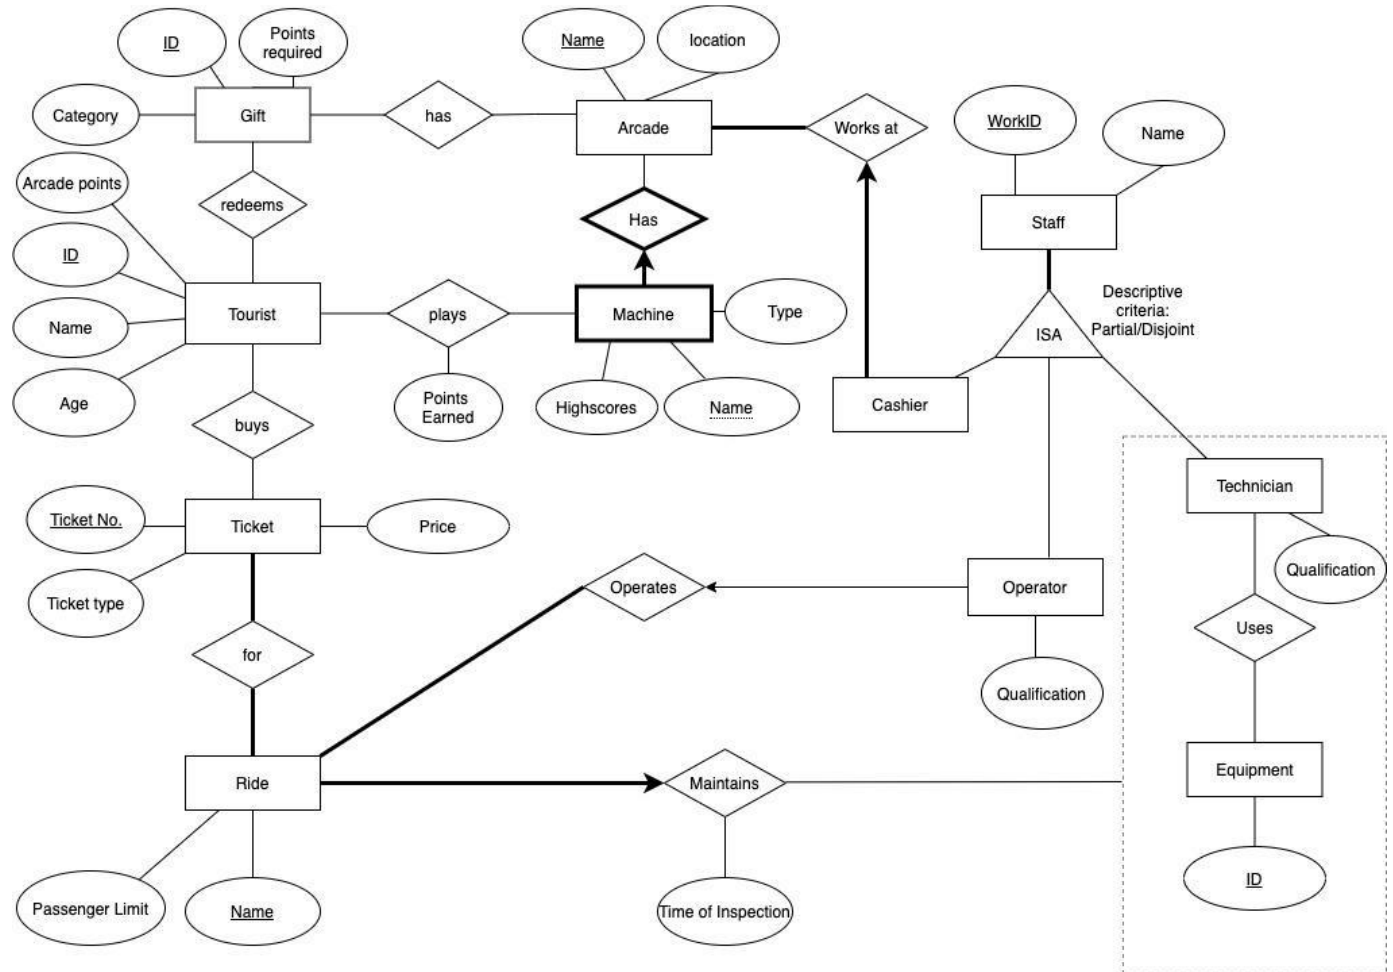 ID
Points
required
Name
location
Category
Gift
has
Arcade
Works at
WorkID
Name
Arcade points
redeems
Has
Staff
ID
Name
Tourist
plays
Machine
Type
Descriptive
criteria:
Partial/Disjoint
ISA
Age
buys
Points
Earned
Highscores
Name
Cashier
Ticket No.
Ticket
Price
Technician
Ticket type
Operates
Operator
Qualification
for
Uses
Qualification
Ride
Maintains
Equipment
Passenger Limit
Name
Time of Inspection
ID